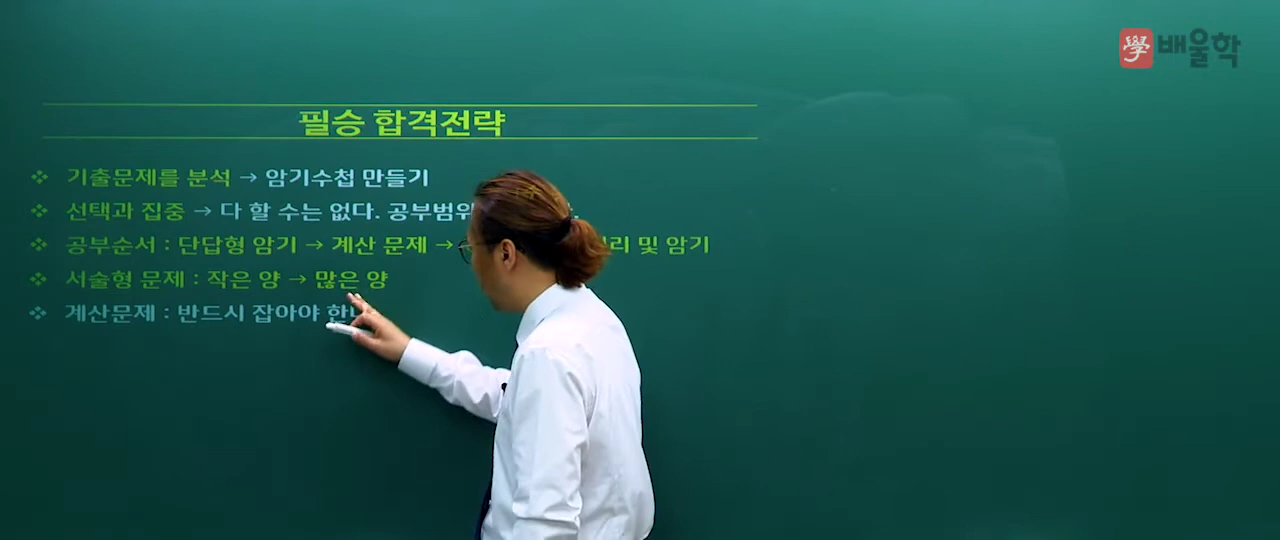 學 배울학
필승 합격전략
기출문제를 분석 → 암기수첩 만들기
선택과 집중 → 다 할 수는 없다. 공부범위
공부순서 : 단답형 암기 → 계산 문제 → 및 암기
서술형 문제 : 작은 양 → 많은 양
계산문제 : 반드시 잡아야